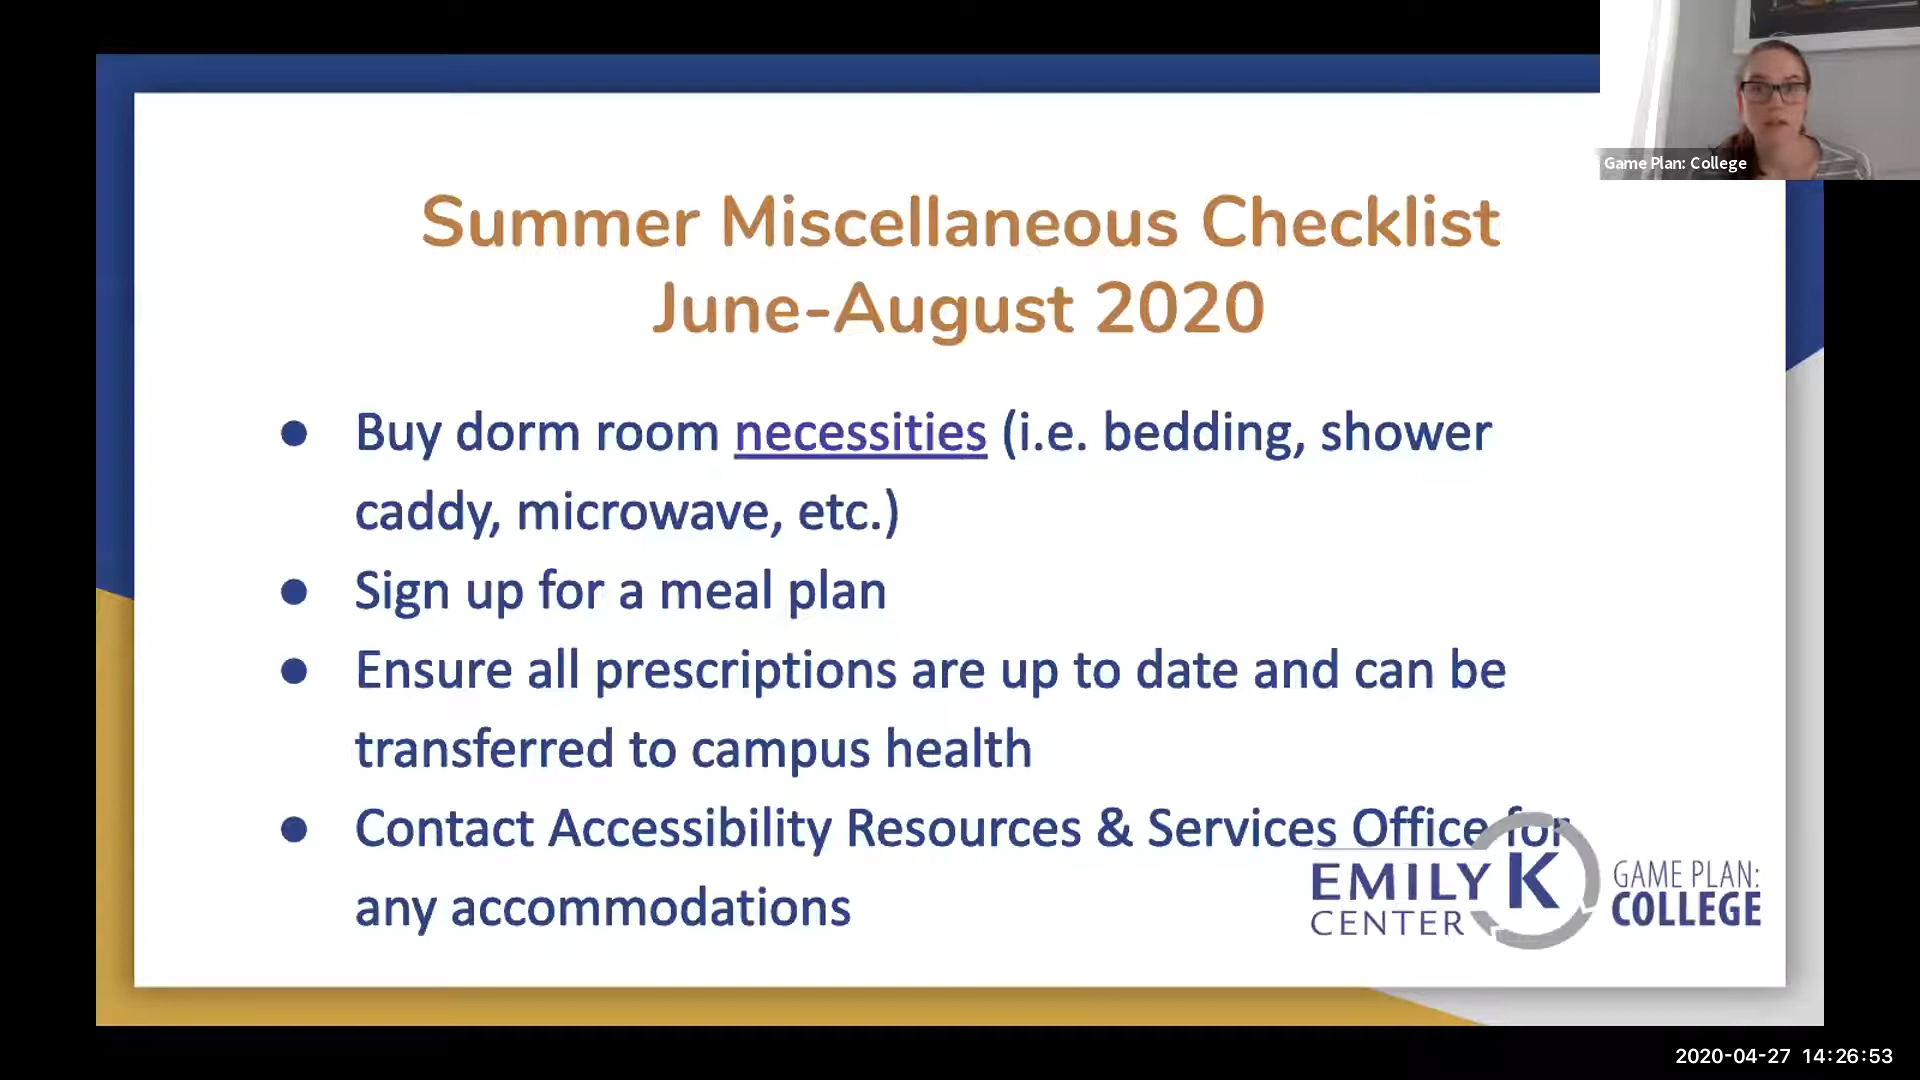 Game Plan: College
Summer Miscellaneous Checklist
June-August 2020
● Buy dorm room necessities (i.e. bedding, shower
caddy, microwave, etc.)
● Sign up for a meal plan
● Ensure all prescriptions are up to date and can be
transferred to campus health
● Contact Accessibility Resources & Services Office for
any accommodations
EMILY K
CENTER
GAME PLAN:
COLLEGE
2020-04-27 14:26:53